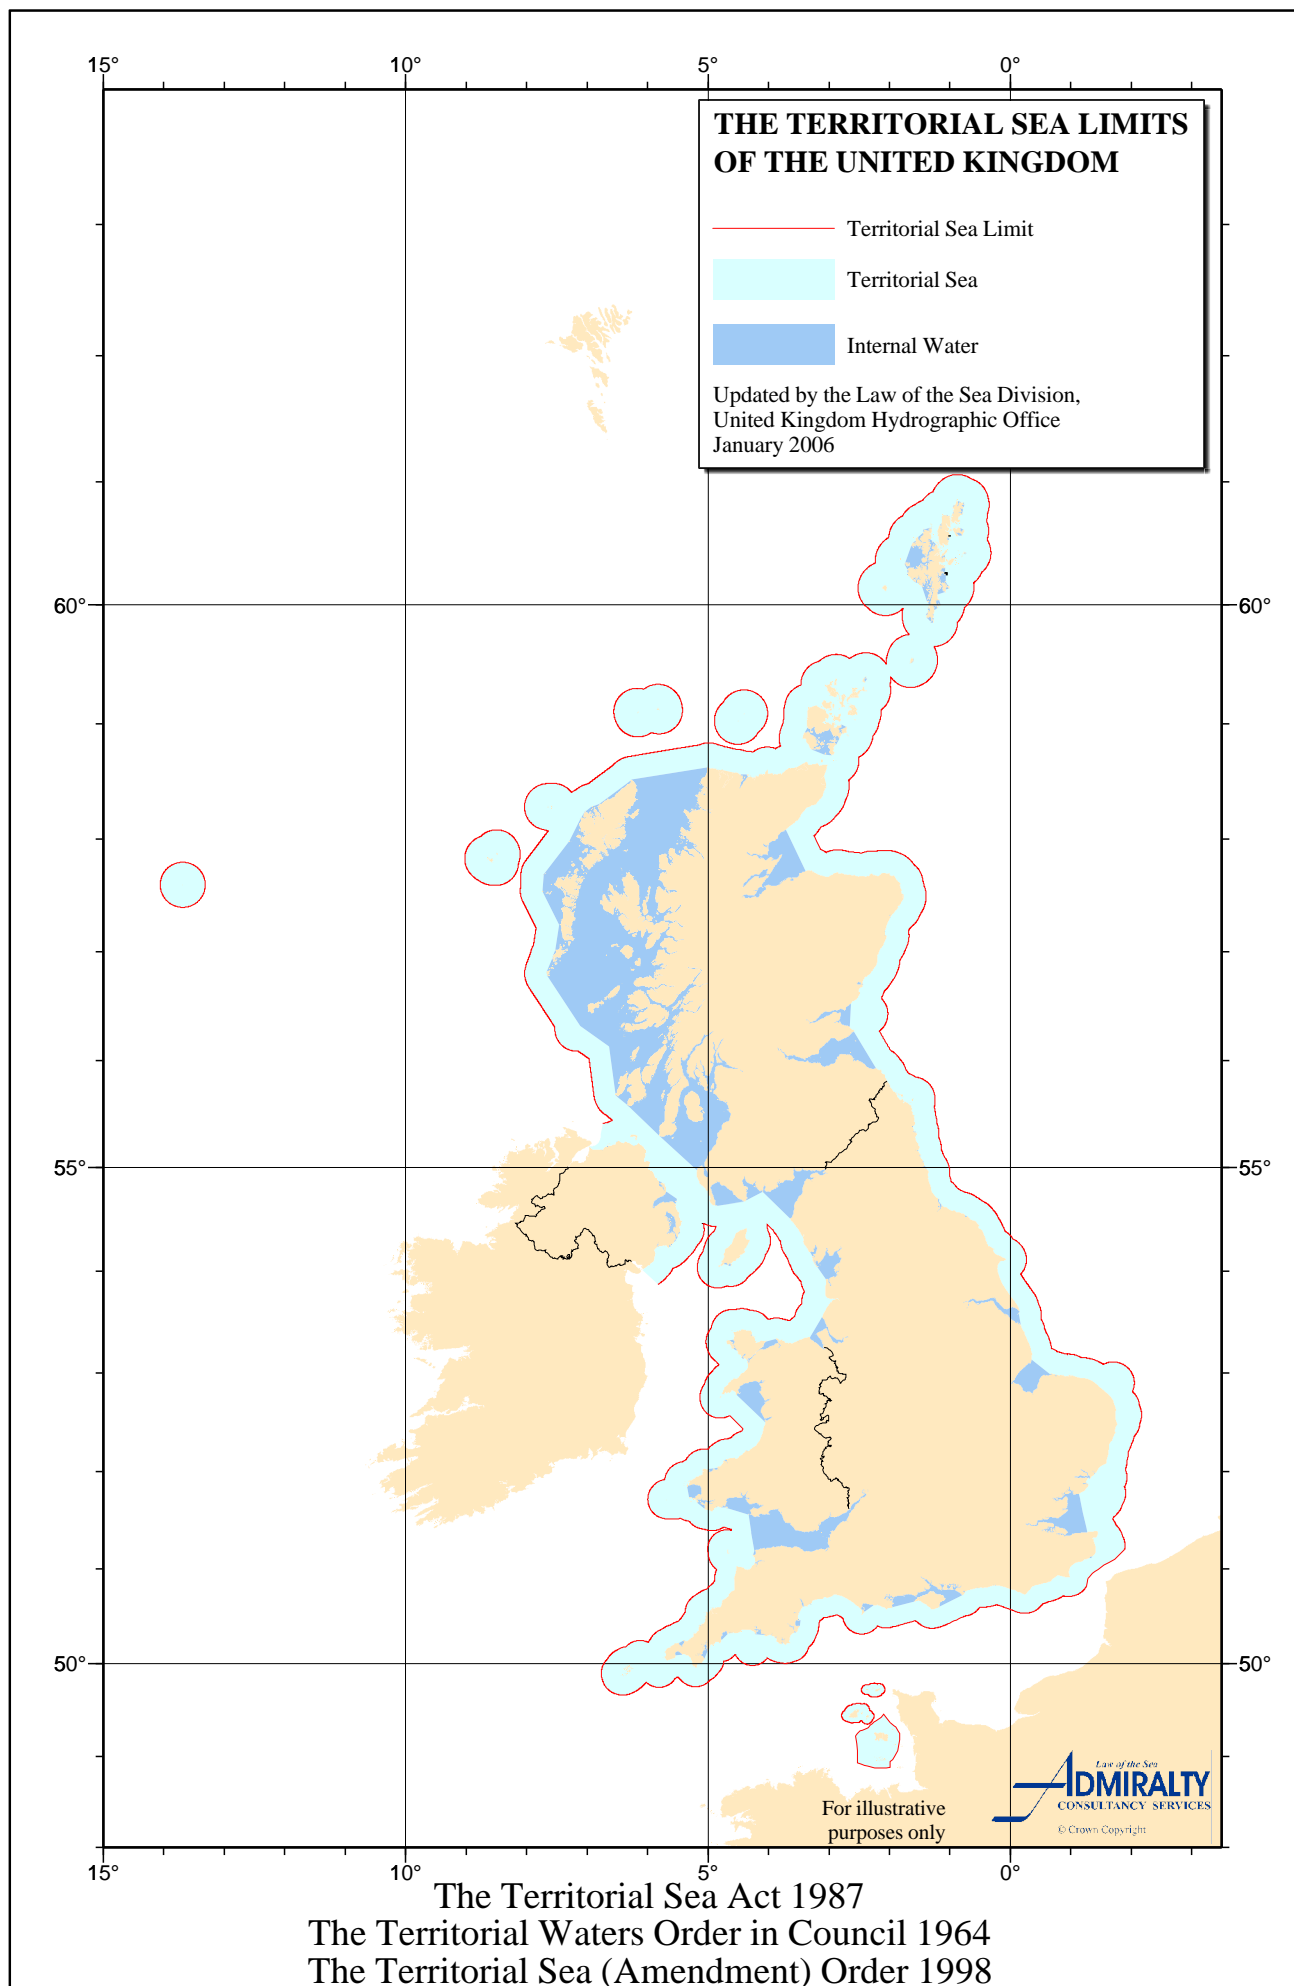 15°
10°
5°
0°
THE TERRITORIAL SEA LIMITS
OF THE UNITED KINGDOM
Territorial Sea Limit
Territorial Sea
Internal Water
Updated by the Law of the Sea Division,
United Kingdom Hydrographic Office
January 2006
60°
60°
55°
55°
50°
50°
Law of the Sea
ADMIRALTY
CONSULTANCY SERVICES
© Crown Copyright
For illustrative
purposes only
15°
10°
5°
0°
The Territorial Sea Act 1987
The Territorial Waters Order in Council 1964
The Territorial Sea (Amendment) Order 1998